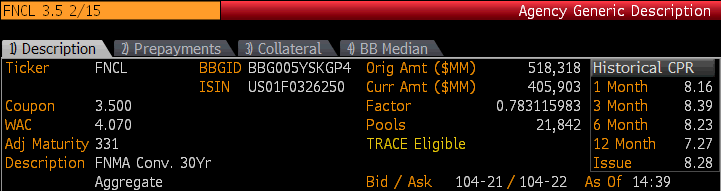 FNCL 3.5 2/15 Agency Generic Description
1) Description 2) Prepayments 3) Collateral 4) BB Median
Ticker FNCL BBGID BBG005YSKGP4 Orig Amt ($MM) 518,318 Historical CPR
ISIN US01F0326250 Curr Amt ($MM) 405,903 1 Month 8.16
Coupon 3.500 Factor 0.783115983 3 Month 8.39
WAC 4.070 Pools 21,842 6 Month 8.23
Adj Maturity 331 TRACE Eligible 12 Month 7.27
Description FNMA Conv. 30Yr Issue 8.28
Aggregate Bid / Ask 104-21 / 104-22 As Of 14:39